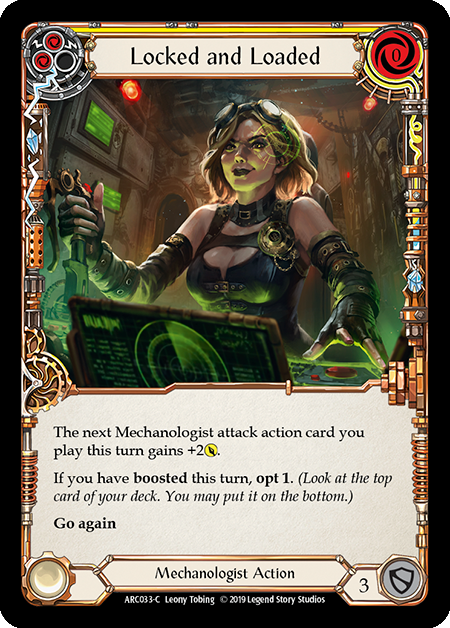 Locked and Loaded
0
The next Mechanologist attack action card you
play this turn gains +2.
If you have boosted this turn, opt 1. (Look at the top
card of your deck. You may put it on the bottom.)
Go again
Mechanologist Action
3
ARC033-C Leony Tobing © 2019 Legend Story Studios